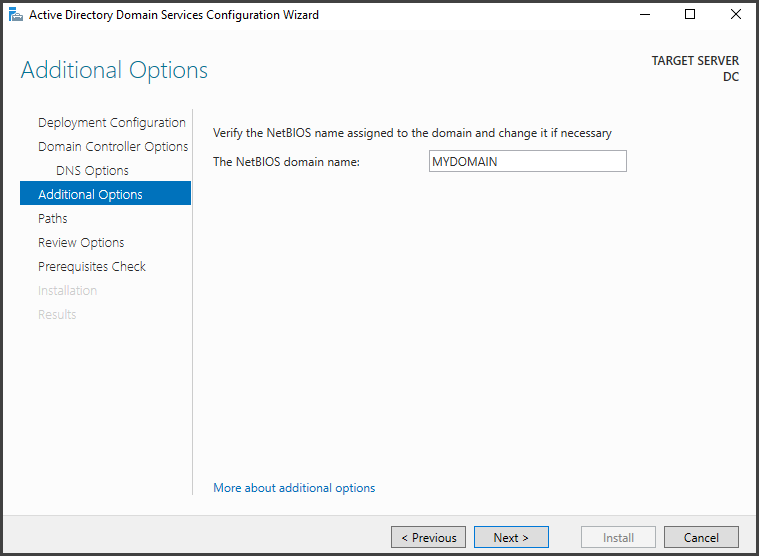 Active Directory Domain Services Configuration Wizard
Additional Options
TARGET SERVER
DC
Deployment Configuration
Domain Controller Options
DNS Options
Additional Options
Paths
Review Options
Prerequisites Check
Installation
Results
Verify the NetBIOS name assigned to the domain and change it if necessary
The NetBIOS domain name: MYDOMAIN
More about additional options
< Previous Next > Install Cancel